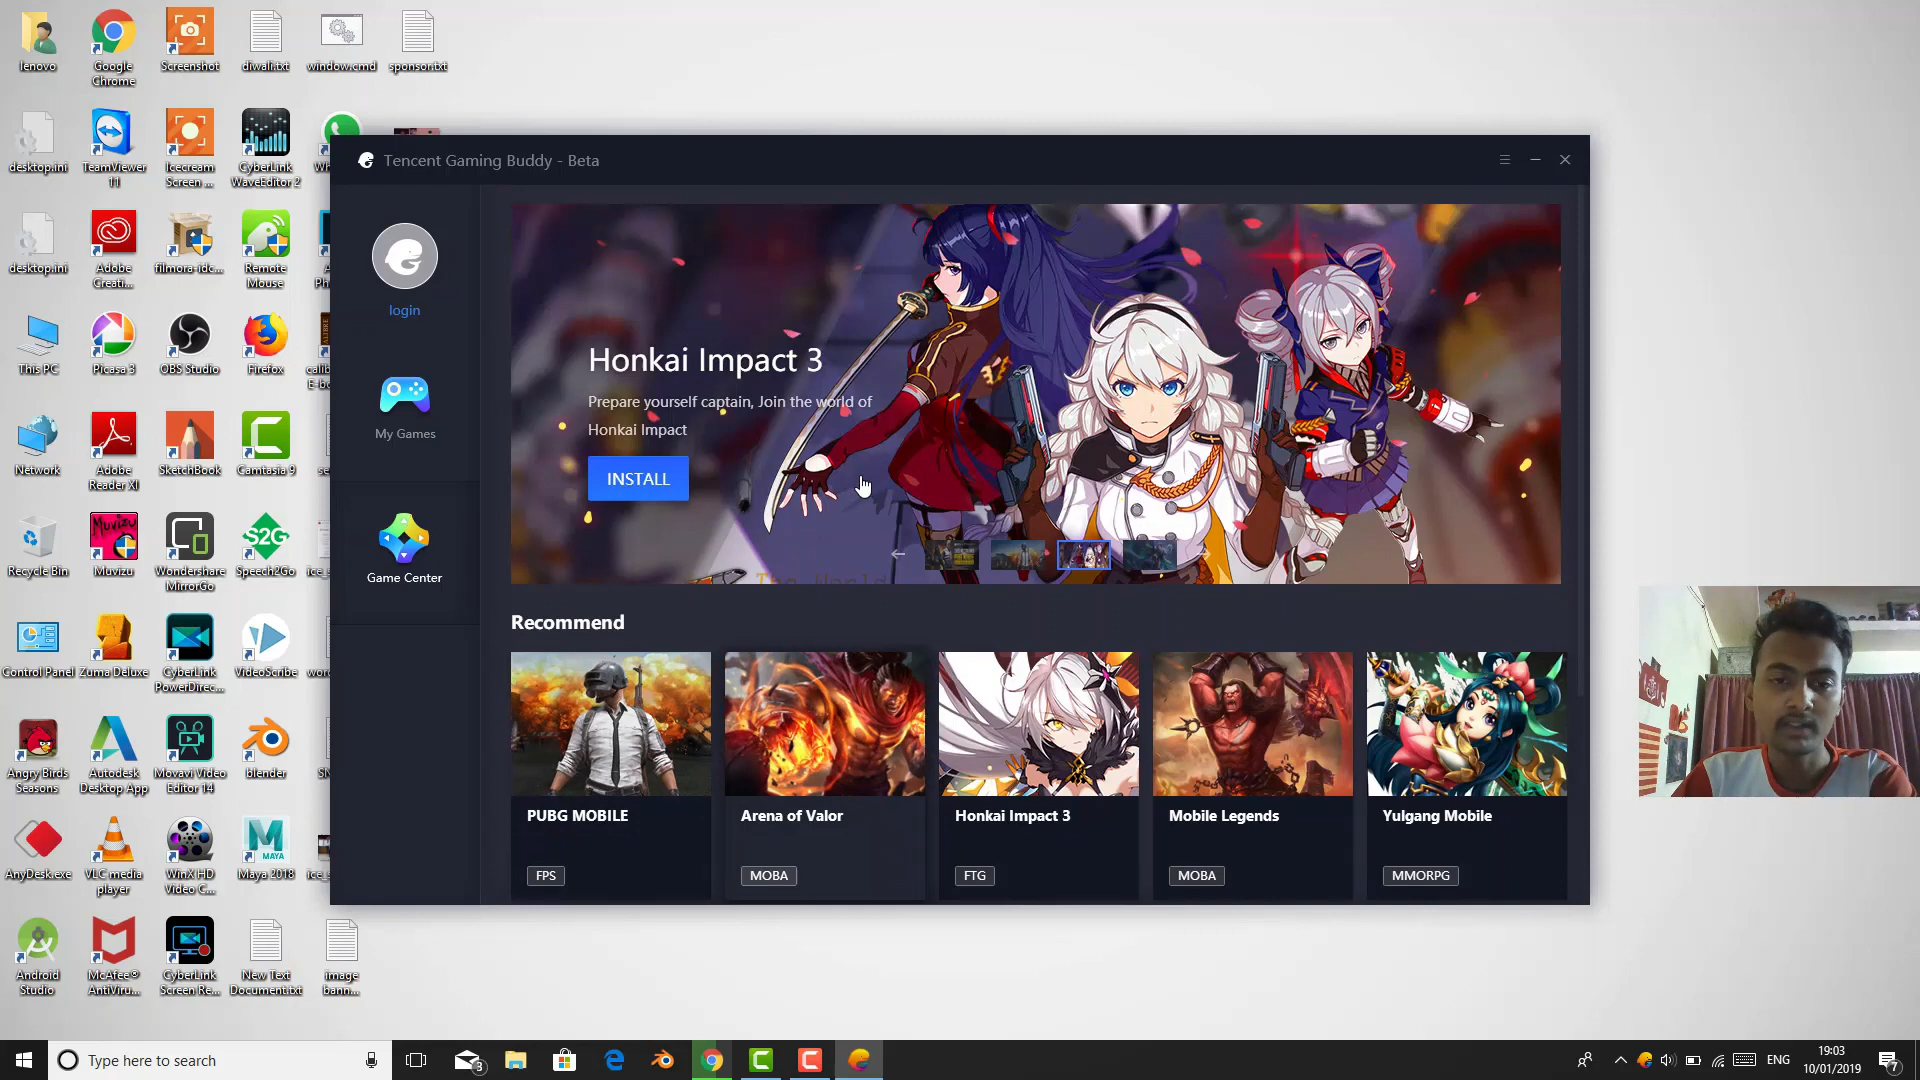 lenovo
Google
Chrome
Screenshot
diwali.txt
window.cmd
sponsor.txt
desktop.ini
TeamViewer
11
Icecream
Screen ...
CyberLink
WaveEditor 2
desktop.ini
Adobe
Creati...
filmora-idc...
Remote
Mouse
This PC
Picasa 3
OBS Studio
Firefox
Network
Adobe
Reader XI
SketchBook
Camtasia 9
Recycle Bin
Muvizu
Muvizu
Wondershare
MirrorGo
S2G
Speech2Go
Control Panel
Zuma Deluxe
CyberLink
PowerDirec...
VideoScribe
Angry Birds
Seasons
Autodesk
Desktop App
Movavi Video
Editor 14
blender
AnyDesk.exe
VLC media
player
WinX HD
Video C...
MAYA
Maya 2018
Android
Studio
McAfee®
AntiViru...
CyberLink
Screen Re...
New Text
Document.txt
image
bann...
Tencent Gaming Buddy - Beta
login
My Games
Game Center
Honkai Impact 3
Prepare yourself captain, Join the world of
Honkai Impact
INSTALL
Recommend
PUBG MOBILE
FPS
Arena of Valor
MOBA
Honkai Impact 3
FTG
Mobile Legends
MOBA
Yulgang Mobile
MMORPG
Type here to search
3
ENG
19:03
10/01/2019
7